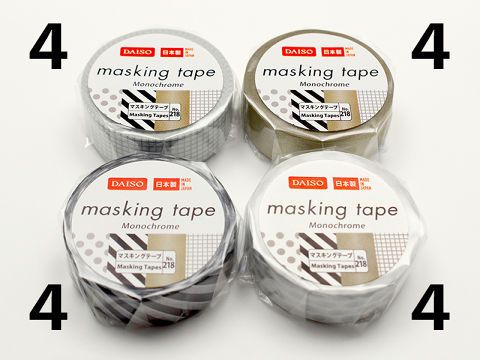 4
4
DAISO 日本製 MADE IN JAPAN
masking tape
Monochrome
マスキングテープ
Masking Tapes
No. 218
DAISO 日本製 MADE IN JAPAN
masking tape
Monochrome
マスキングテープ
Masking Tapes
No. 218
DAISO 日本製 MADE IN JAPAN
masking tape
Monochrome
マスキングテープ
Masking Tapes
No. 218
DAISO 日本製 MADE IN JAPAN
masking tape
Monochrome
マスキングテープ
Masking Tapes
No. 218
4
4